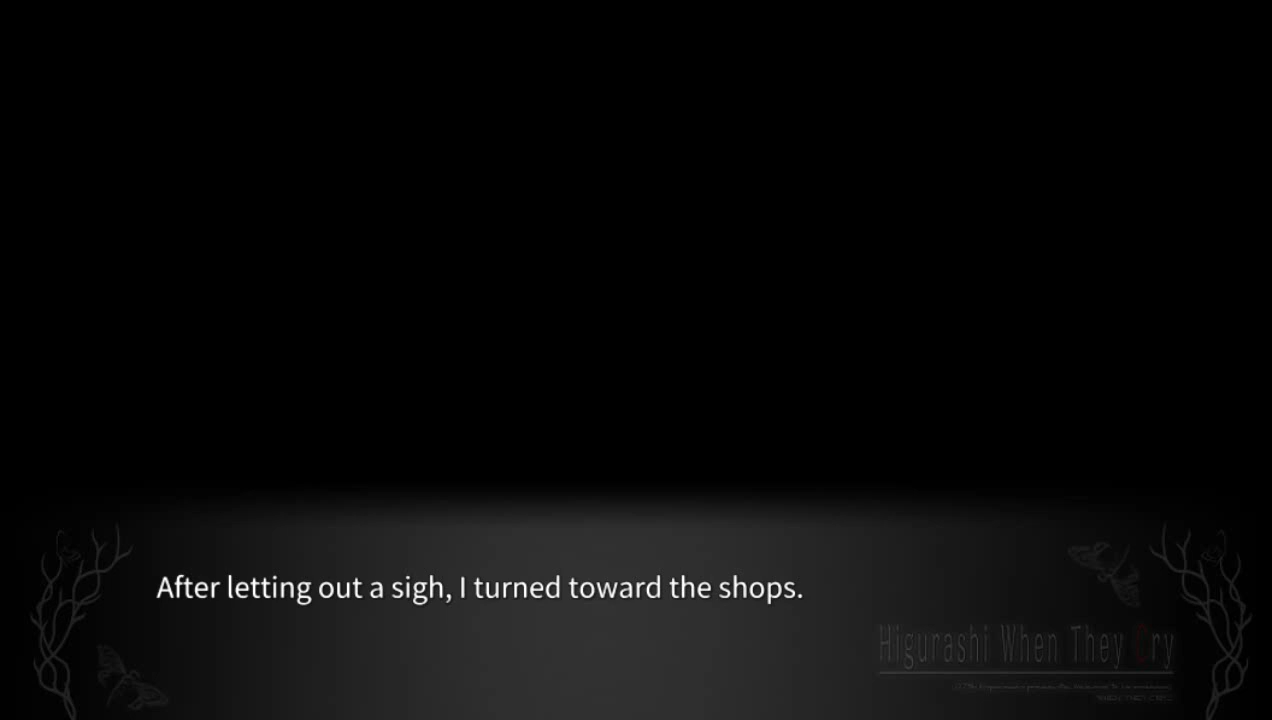 After letting out a sigh, I turned toward the shops.
Higurashi When They Cry